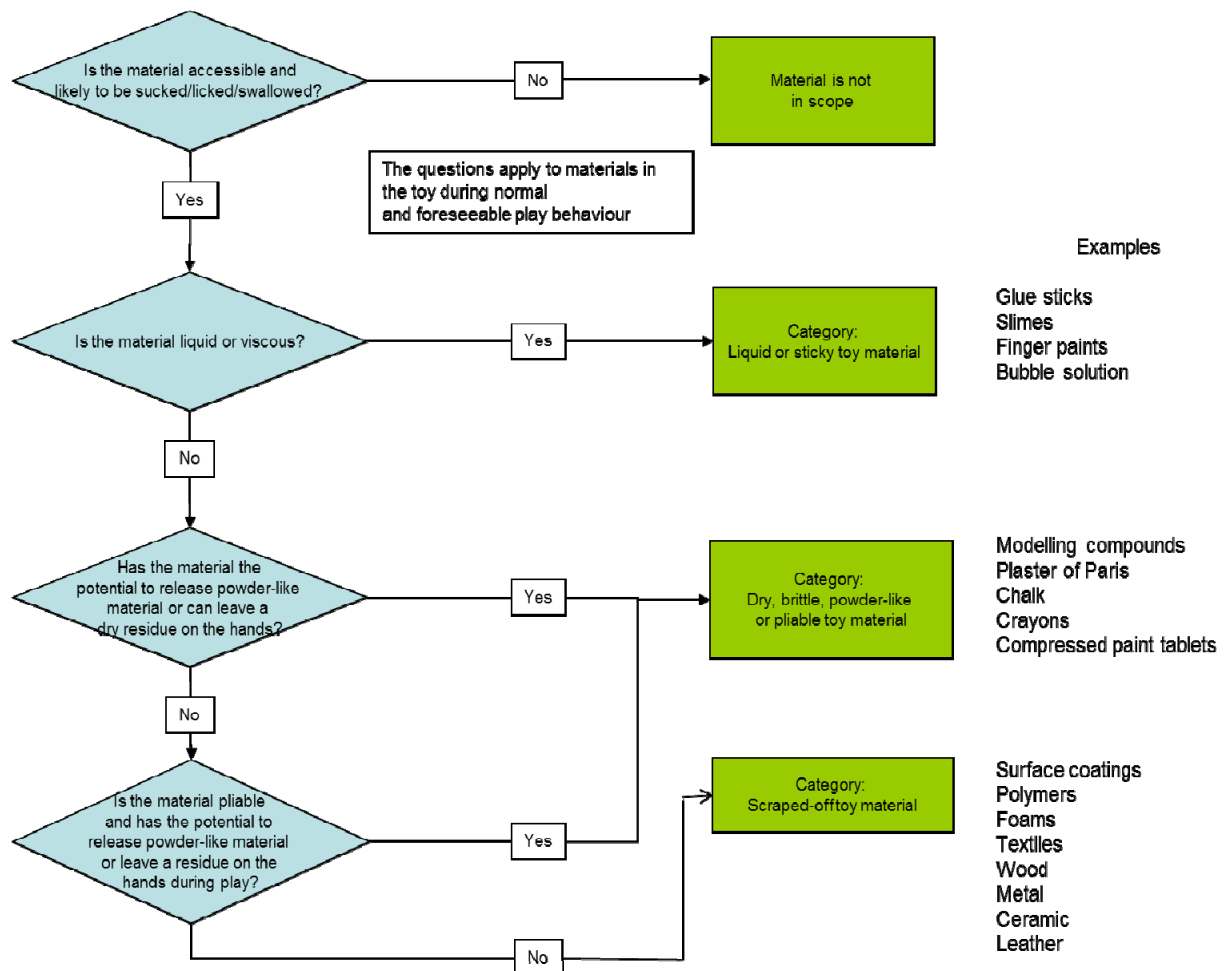 Is the material accessible and
likely to be sucked/licked/swallowed?
No
Material is not
in scope
The questions apply to materials in
the toy during normal
and foreseeable play behaviour
Yes
Examples
Is the material liquid or viscous?
Yes
Category:
Liquid or sticky toy material
Glue sticks
Slimes
Finger paints
Bubble solution
No
Has the material the
potential to release powder-like
material or can leave a
dry residue on the hands?
Yes
Category:
Dry, brittle, powder-like
or pliable toy material
Modelling compounds
Plaster of Paris
Chalk
Crayons
Compressed paint tablets
No
Is the material pliable
and has the potential to
release powder-like material
or leave a residue on the
hands during play?
Yes
Category:
Scraped-off toy material
Surface coatings
Polymers
Foams
Textiles
Wood
Metal
Ceramic
Leather
No